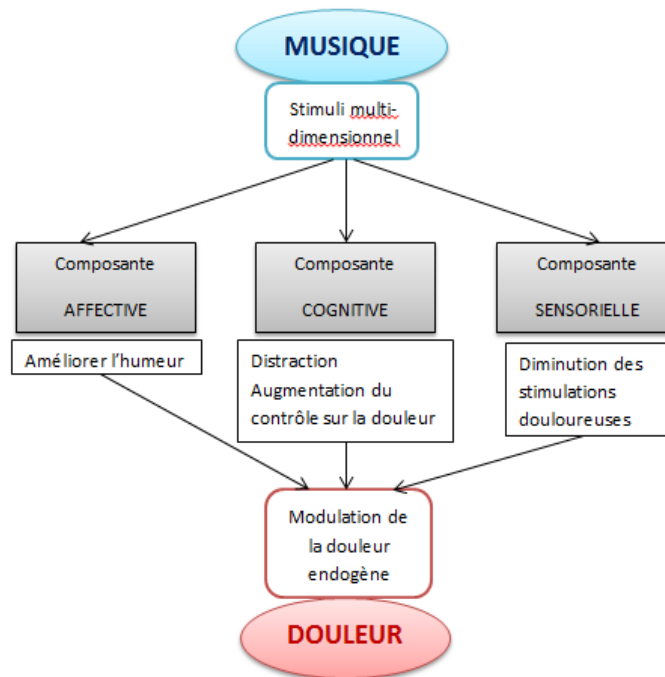 MUSIQUE
Stimuli multi-
dimensionnel
Composante
AFFECTIVE
Améliorer l'humeur
Composante
COGNITIVE
Distraction
Augmentation du
contrôle sur la douleur
Composante
SENSORIELLE
Diminution des
stimulations
douloureuses
Modulation de
la douleur
endogène
DOULEUR